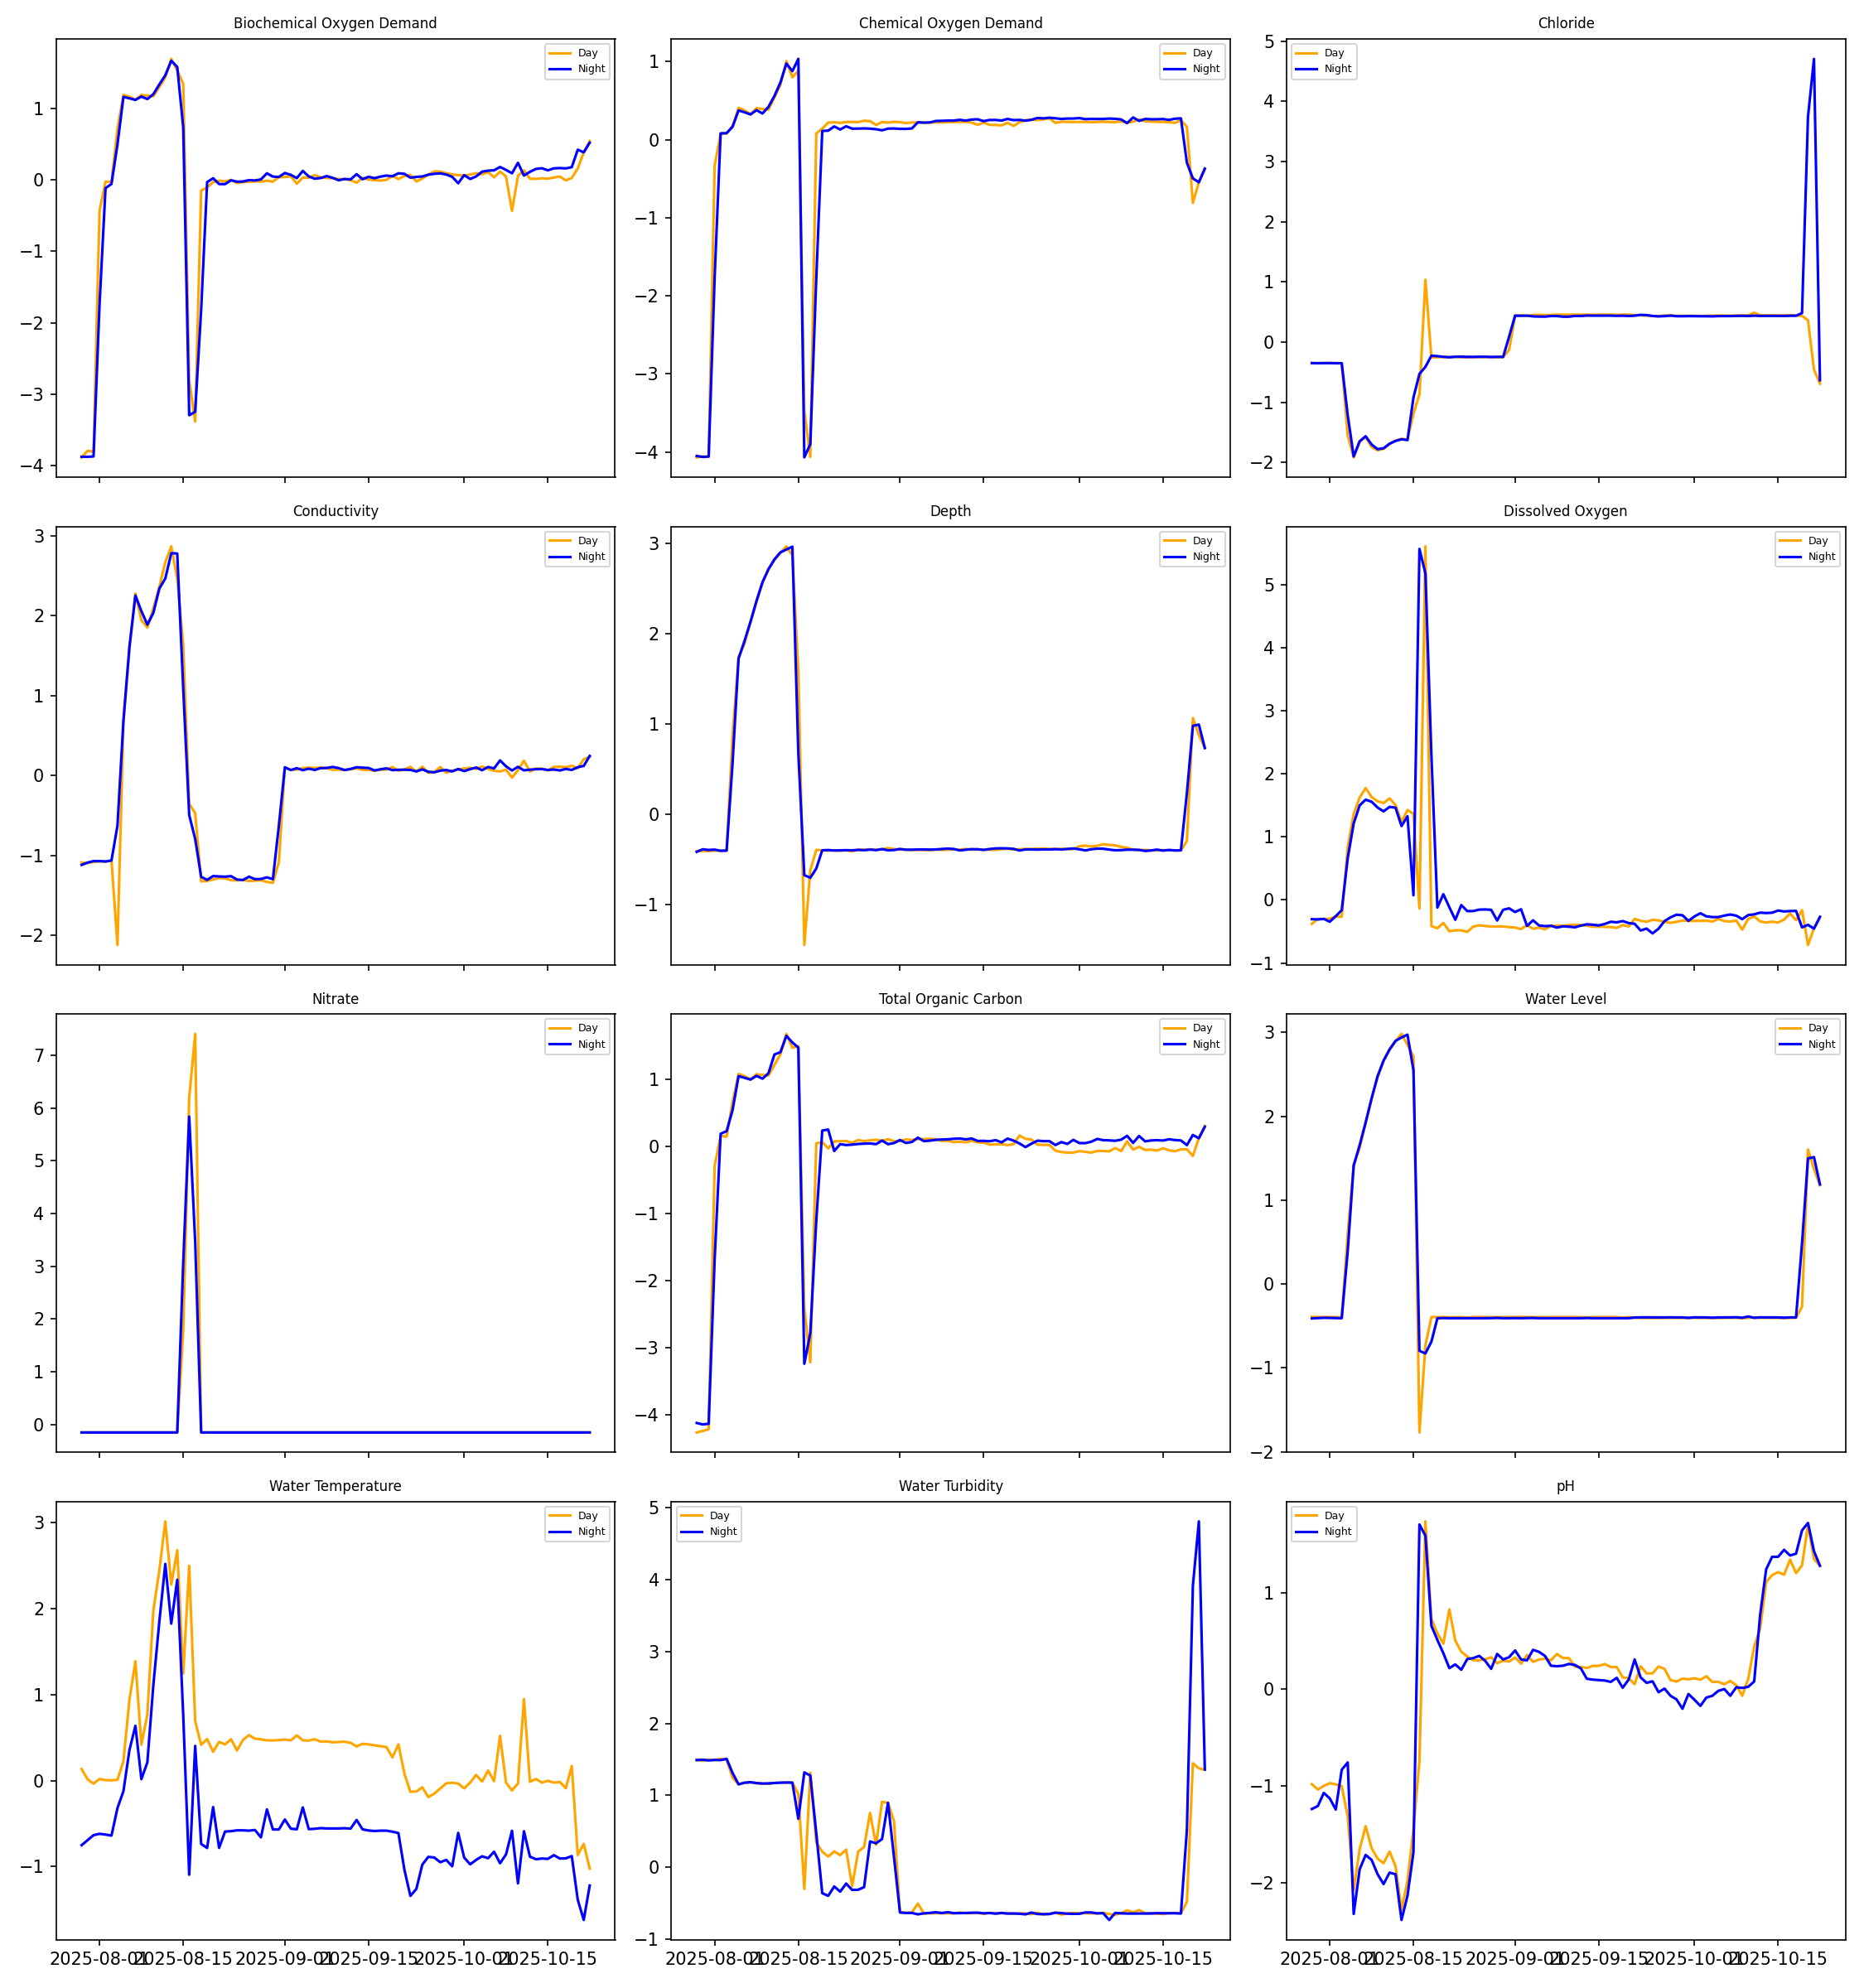 Biochemical Oxygen Demand
Day
Night
1
0
−1
−2
−3
−4
Chemical Oxygen Demand
Day
Night
1
0
−1
−2
−3
−4
Chloride
Day
Night
5
4
3
2
1
0
−1
−2
Conductivity
Day
Night
3
2
1
0
−1
−2
Depth
Day
Night
3
2
1
0
−1
Dissolved Oxygen
Day
Night
5
4
3
2
1
0
−1
Nitrate
Day
Night
7
6
5
4
3
2
1
0
Total Organic Carbon
Day
Night
1
0
−1
−2
−3
−4
Water Level
Day
Night
3
2
1
0
−1
−2
Water Temperature
Day
Night
3
2
1
0
−1
2025-08-01
2025-08-15
2025-09-01
2025-09-15
2025-10-01
2025-10-15
Water Turbidity
Day
Night
5
4
3
2
1
0
−1
2025-08-01
2025-08-15
2025-09-01
2025-09-15
2025-10-01
2025-10-15
pH
Day
Night
1
0
−1
−2
2025-08-01
2025-08-15
2025-09-01
2025-09-15
2025-10-01
2025-10-15